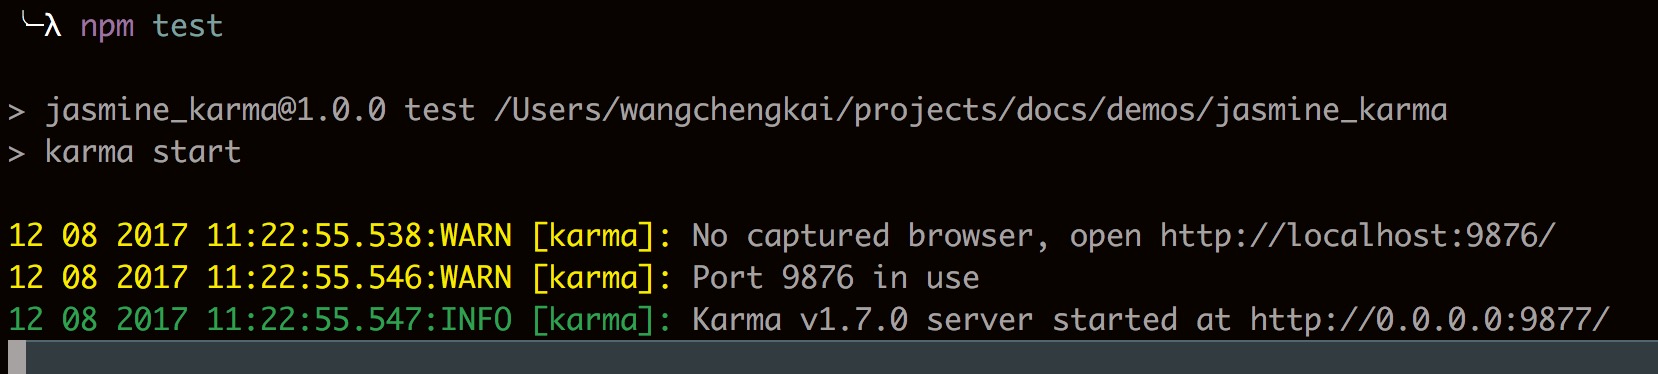 ╰─λ npm test
> jasmine_karma@1.0.0 test /Users/wangchengkai/projects/docs/demos/jasmine_karma
> karma start
12 08 2017 11:22:55.538:WARN [karma]: No captured browser, open http://localhost:9876/
12 08 2017 11:22:55.546:WARN [karma]: Port 9876 in use
12 08 2017 11:22:55.547:INFO [karma]: Karma v1.7.0 server started at http://0.0.0.0:9877/